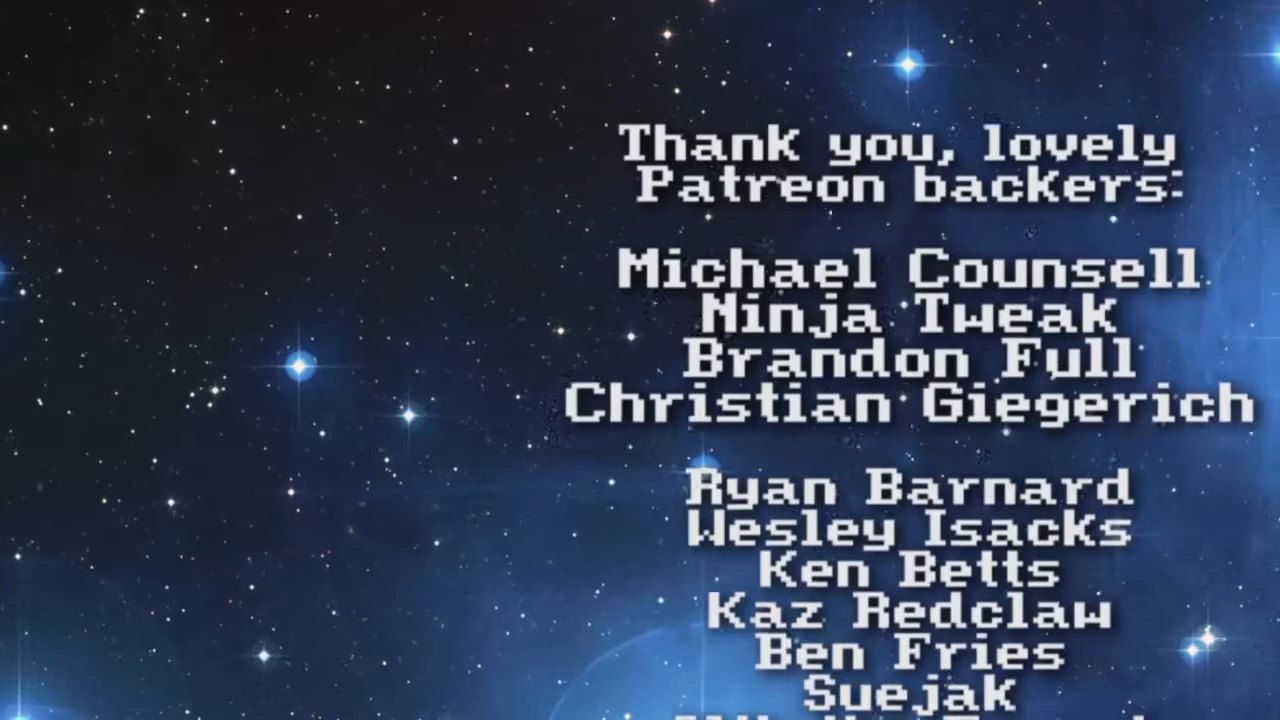 Thank you, lovely
Patreon backers:
Michael Counsell
Ninja Tweak
Brandon Full
Christian Giegerich
Ryan Barnard
Wesley Isacks
Ken Betts
Kaz Redclaw
Ben Fries
Suejak